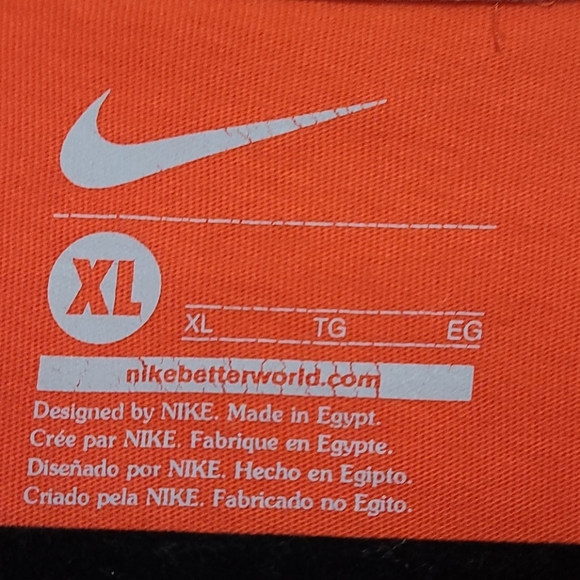 XL
XL TG EG
nikebetterworld.com
Designed by NIKE. Made in Egypt.
Crée par NIKE. Fabrique en Egypte.
Diseñado por NIKE. Hecho en Egipto.
Criado pela NIKE. Fabricado no Egito.